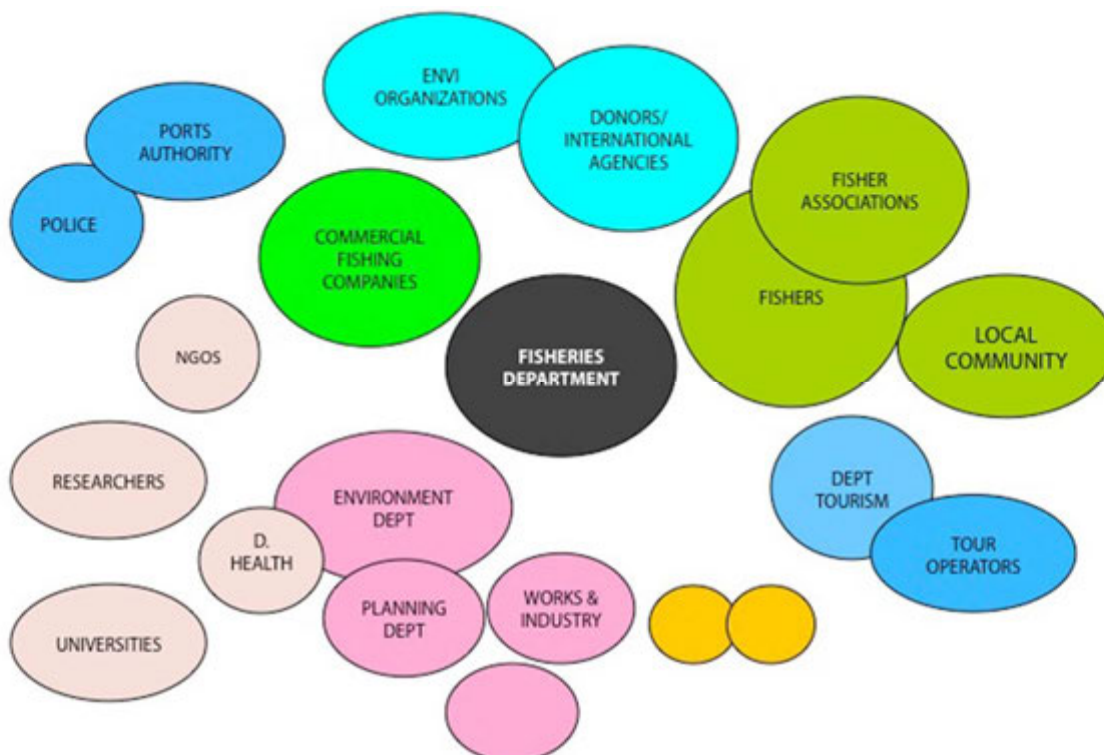 ENVI
ORGANIZATIONS
DONORS/
INTERNATIONAL
AGENCIES
PORTS
AUTHORITY
POLICE
FISHER
ASSOCIATIONS
COMMERCIAL
FISHING
COMPANIES
FISHERS
LOCAL
COMMUNITY
NGOS
FISHERIES
DEPARTMENT
RESEARCHERS
ENVIRONMENT
DEPT
DEPT
TOURISM
D.
HEALTH
TOUR
OPERATORS
PLANNING
DEPT
WORKS &
INDUSTRY
UNIVERSITIES